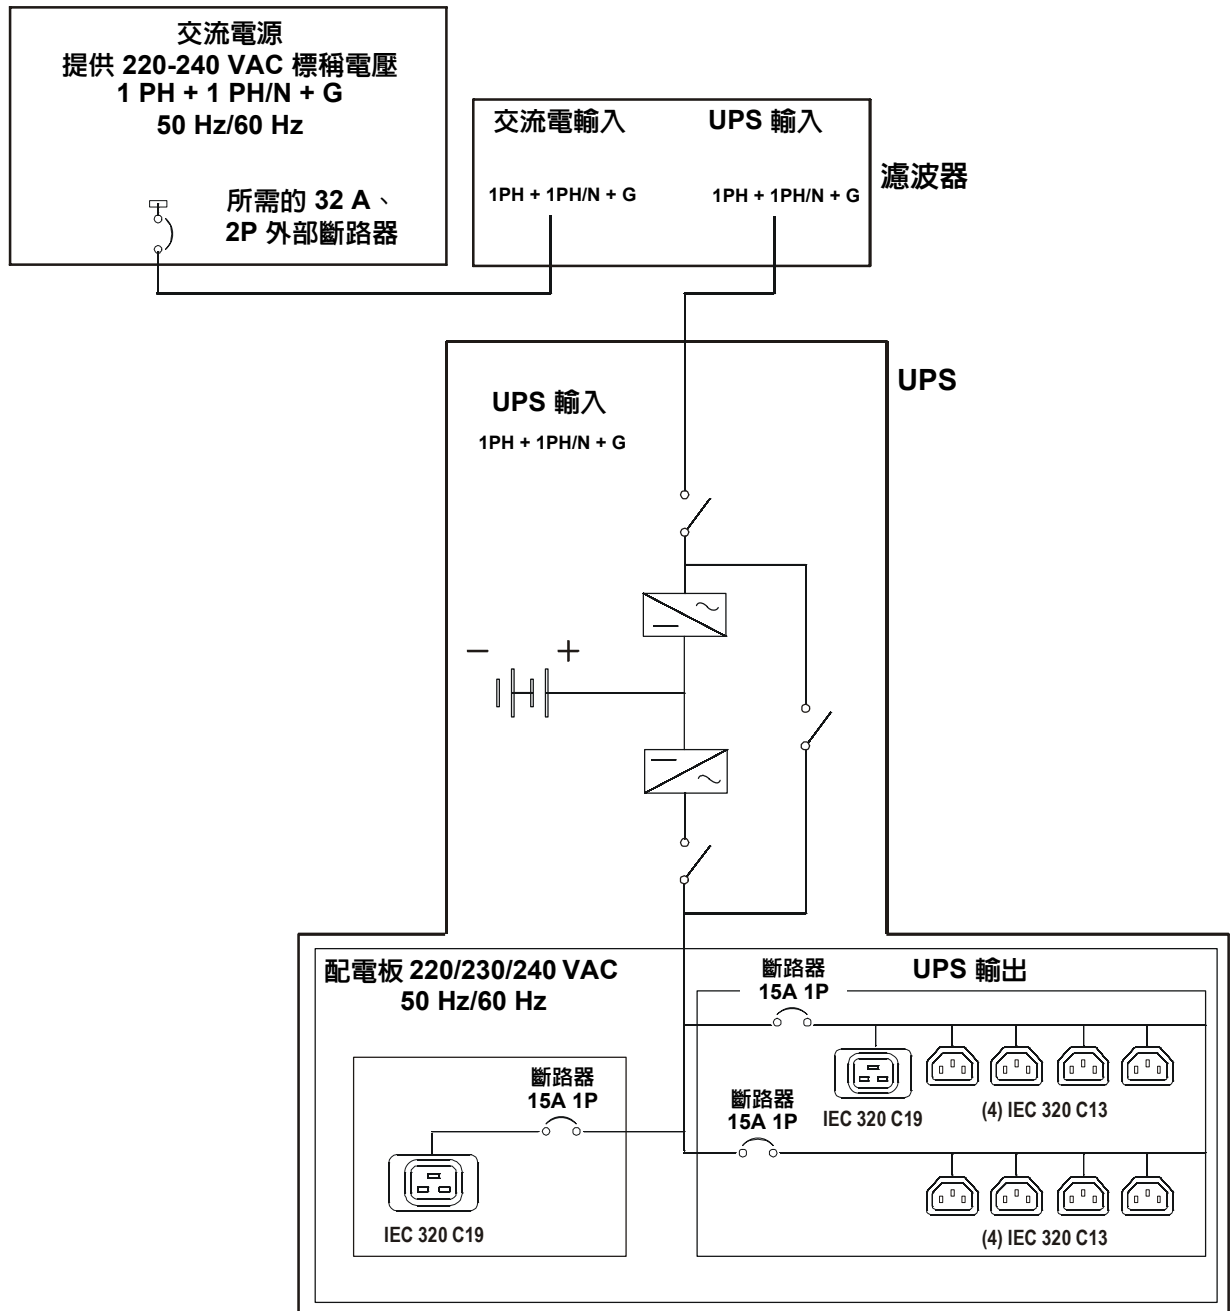 交流電源
提供 220-240 VAC 標稱電壓
1 PH + 1 PH/N + G
50 Hz/60 Hz
所需的 32 A、
2P 外部斷路器
交流電輸入
UPS 輸入
1PH + 1PH/N + G
1PH + 1PH/N + G
濾波器
UPS
UPS 輸入
1PH + 1PH/N + G
− +
配電板 220/230/240 VAC
50 Hz/60 Hz
斷路器
15A 1P
UPS 輸出
斷路器
15A 1P
IEC 320 C19
斷路器
15A 1P
IEC 320 C19
(4) IEC 320 C13
(4) IEC 320 C13